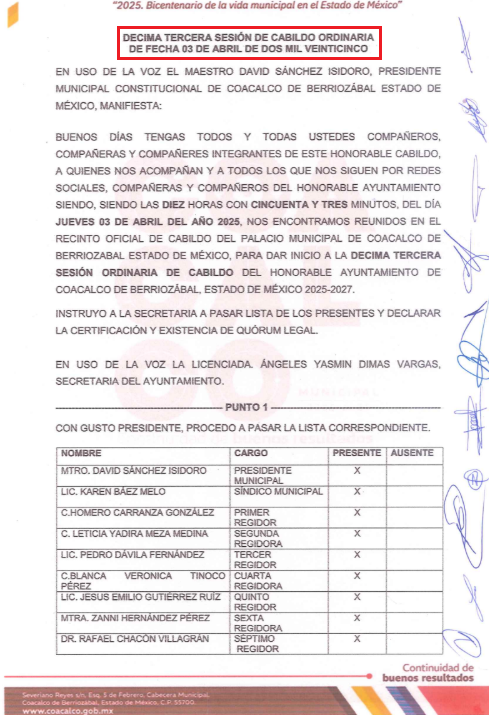 "2025. Bicentenario de la vida municipal en el Estado de México"
DECIMA TERCERA SESIÓN DE CABILDO ORDINARIA
DE FECHA 03 DE ABRIL DE DOS MIL VEINTICINCO
EN USO DE LA VOZ EL MAESTRO DAVID SÁNCHEZ ISIDORO, PRESIDENTE
MUNICIPAL CONSTITUCIONAL DE COACALCO DE BERRIOZÁBAL ESTADO DE
MÉXICO, MANIFIESTA:
BUENOS DÍAS TENGAS TODOS Y TODAS USTEDES COMPAÑEROS,
COMPAÑERAS Y COMPAÑERES INTEGRANTES DE ESTE HONORABLE CABILDO,
A QUIENES NOS ACOMPAÑAN Y A TODOS LOS QUE NOS SIGUEN POR REDES
SOCIALES, COMPAÑERAS Y COMPAÑEROS DEL HONORABLE AYUNTAMIENTO
SIENDO, SIENDO LAS DIEZ HORAS CON CINCUENTA Y TRES MINUTOS, DEL DÍA
JUEVES 03 DE ABRIL DEL AÑO 2025, NOS ENCONTRAMOS REUNIDOS EN EL
RECINTO OFICIAL DE CABILDO DEL PALACIO MUNICIPAL DE COACALCO DE
BERRIOZABAL ESTADO DE MÉXICO, PARA DAR INICIO A LA DECIMA TERCERA
SESIÓN ORDINARIA DE CABILDO DEL HONORABLE AYUNTAMIENTO DE
COACALCO DE BERRIOZÁBAL, ESTADO DE MÉXICO 2025-2027.
INSTRUYO A LA SECRETARIA A PASAR LISTA DE LOS PRESENTES Y DECLARAR
LA CERTIFICACIÓN Y EXISTENCIA DE QUÓRUM LEGAL.
EN USO DE LA VOZ LA LICENCIADA. ÁNGELES YASMIN DIMAS VARGAS,
SECRETARIA DEL AYUNTAMIENTO.
PUNTO 1
CON GUSTO PRESIDENTE, PROCEDO A PASAR LA LISTA CORRESPONDIENTE.
NOMBRE CARGO PRESENTE AUSENTE
MTRO. DAVID SÁNCHEZ ISIDORO PRESIDENTE X
MUNICIPAL
LIC. KAREN BÁEZ MELO SÍNDICO MUNICIPAL X
C.HOMERO CARRANZA GONZÁLEZ PRIMER X
REGIDOR
C. LETICIA YADIRA MEZA MEDINA SEGUNDA X
REGIDORA
LIC. PEDRO DÁVILA FERNÁNDEZ TERCER X
REGIDOR
C.BLANCA VERONICA TINOCO CUARTA X
PÉREZ REGIDORA
LIC. JESUS EMILIO GUTIÉRREZ RUÍZ QUINTO X
REGIDOR
MTRA. ZANNI HERNÁNDEZ PÉREZ SEXTA X
REGIDORA
DR. RAFAEL CHACÓN VILLAGRÁN SÉPTIMO X
REGIDOR
Continuidad de
buenos resultados
Severiano Reyes s/n, Esq. 5 de Febrero, Cabecera Municipal,
Coacalco de Berriozábal, Estado de México, C.P. 55700.
www.coacalco.gob.mx